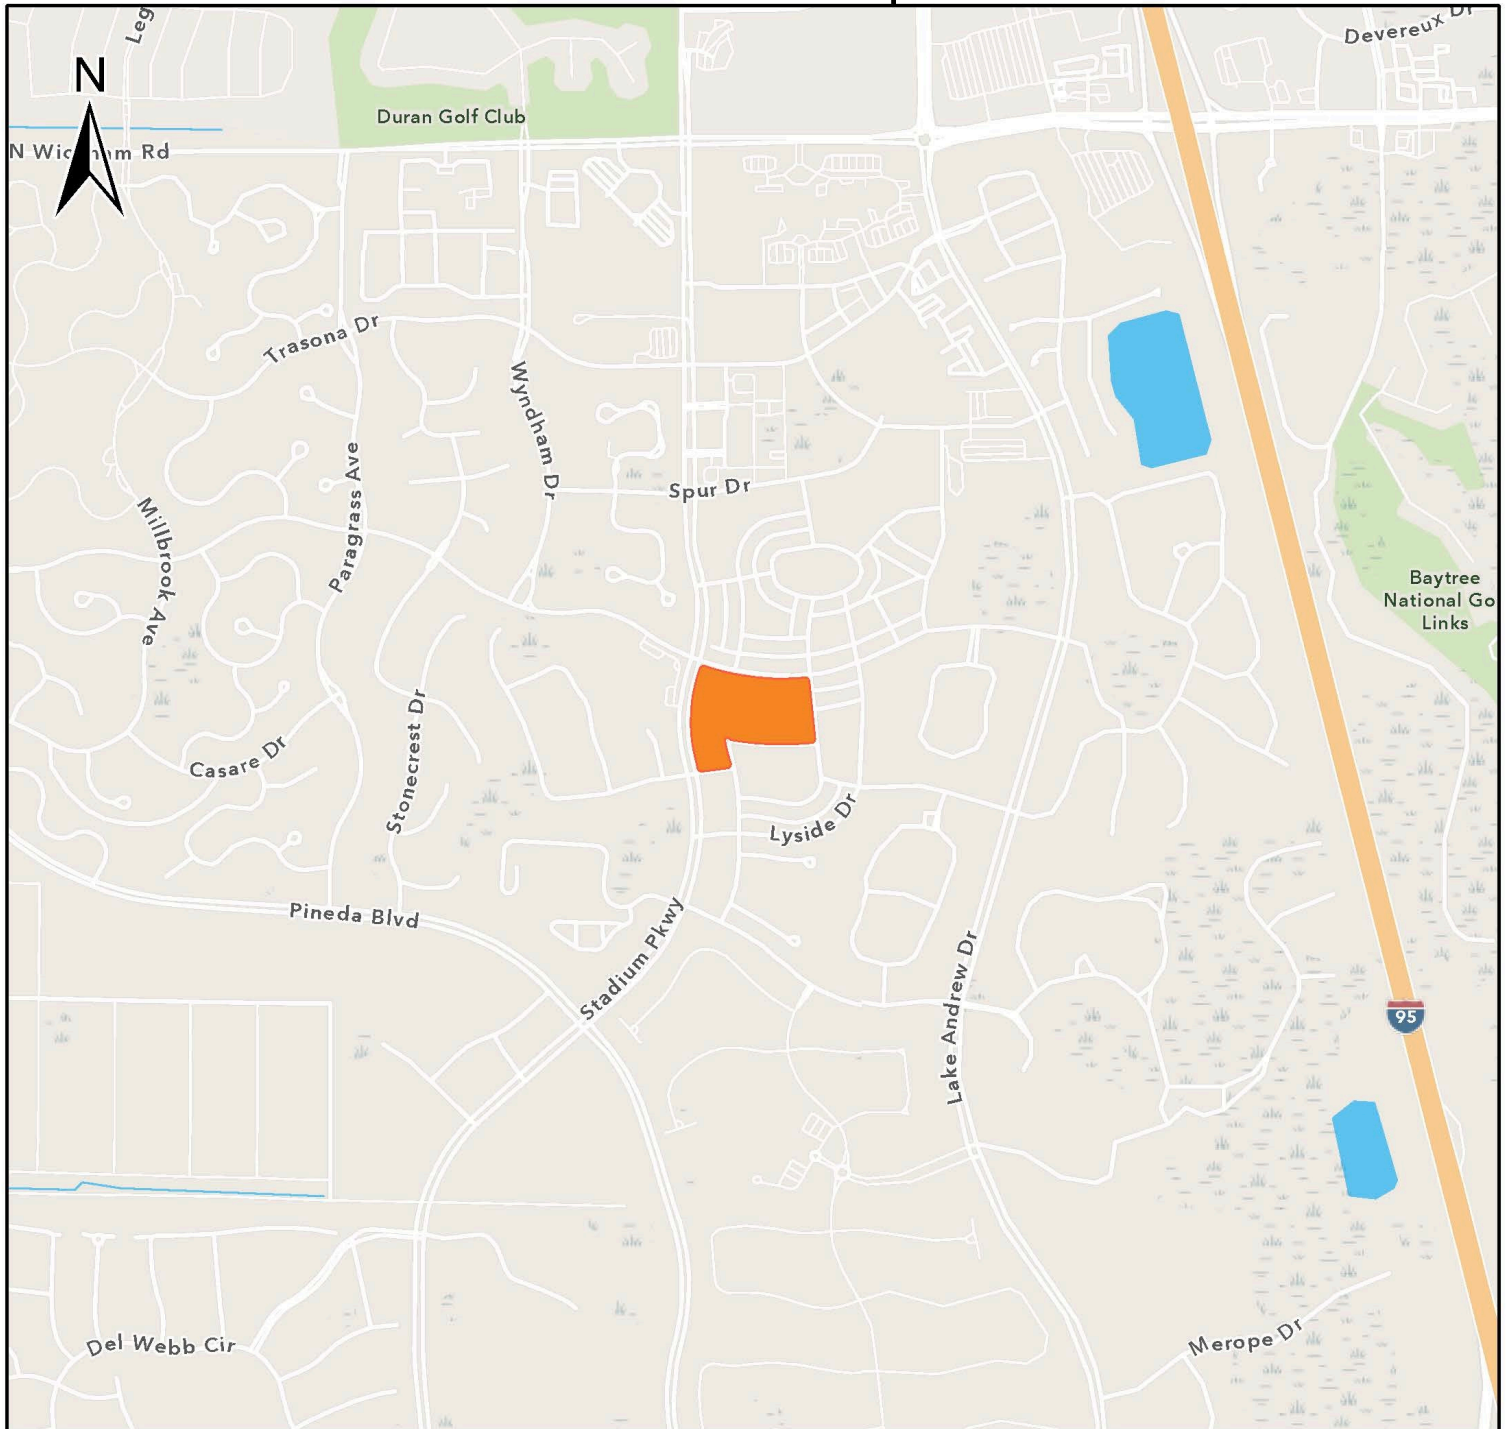 Leg
Devereux Dr
N
Duran Golf Club
N Wickham Rd
Trasona Dr
Wyndham Dr
Paragrass Ave
Spur Dr
Millbrook Ave
Baytree
National Go
Links
Stonecrest Dr
Casare Dr
Lyside Dr
Pineda Blvd
Stadium Pkwy
Lake Andrew Dr
95
Merope Dr
Del Webb Cir